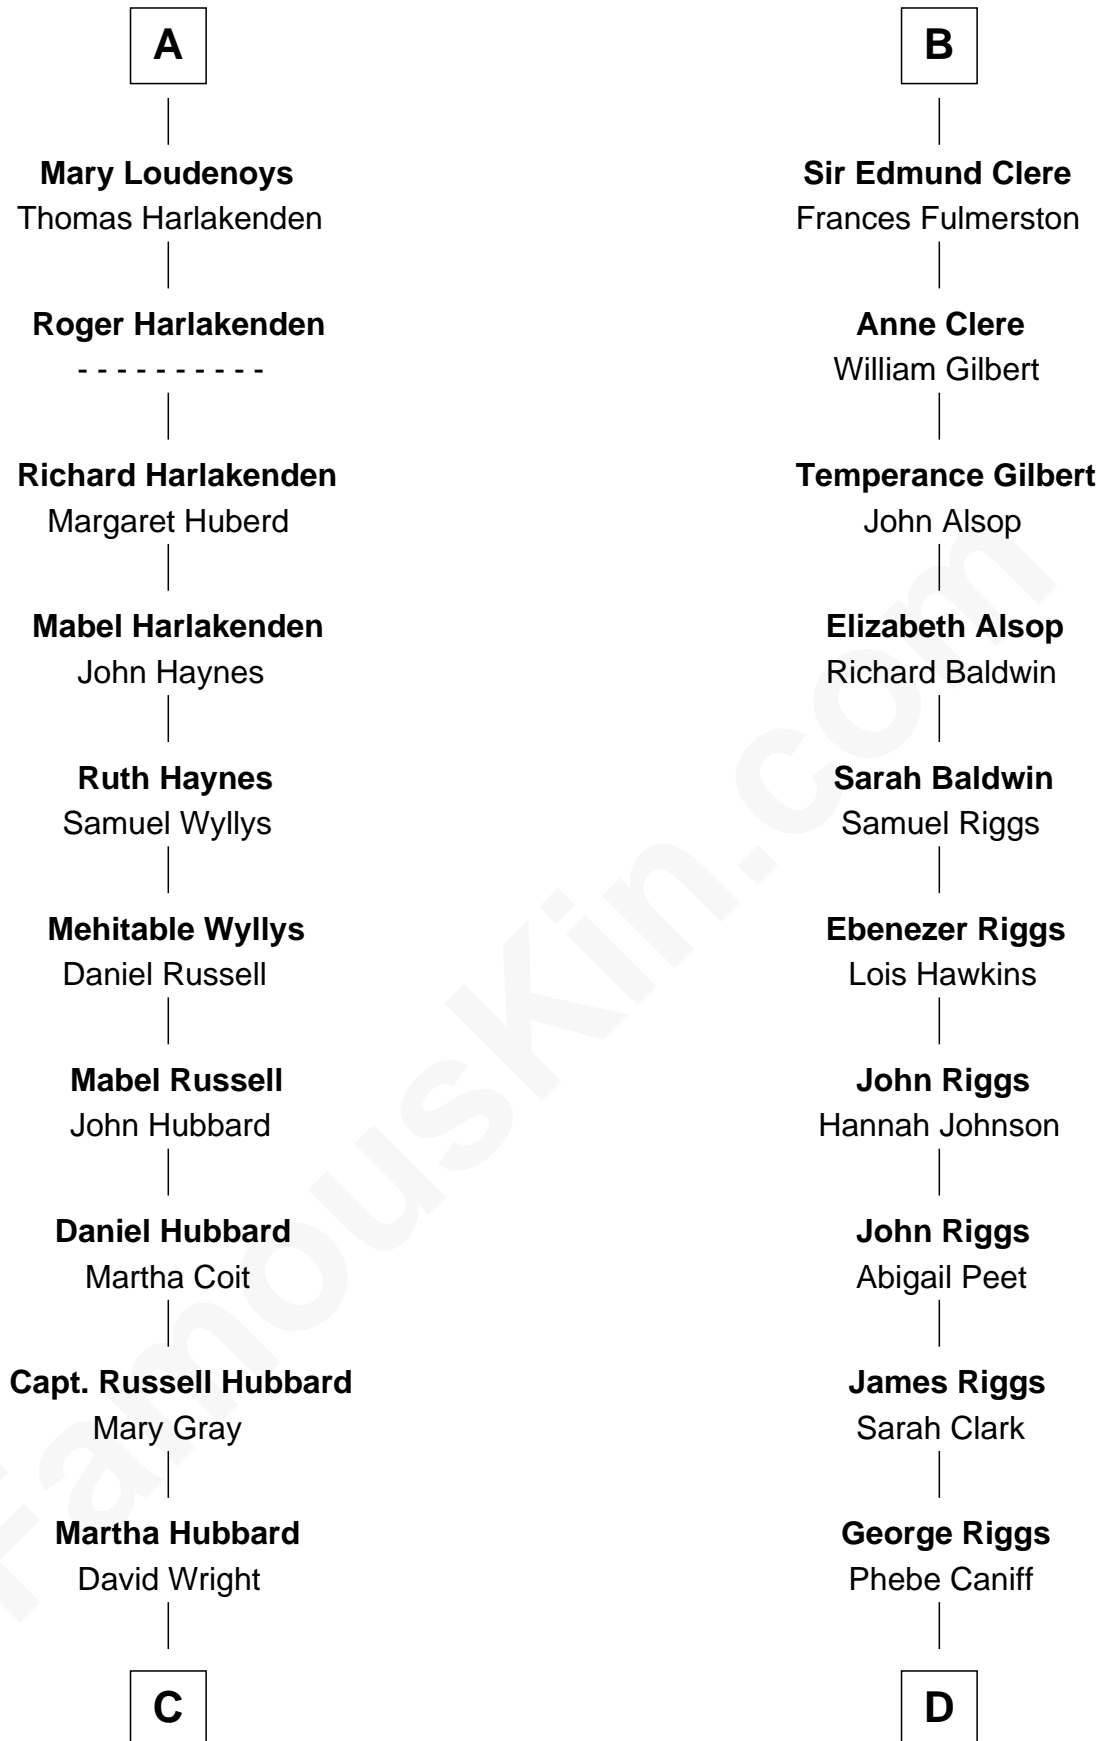 A
Mary Loudenoys
Thomas Harlakenden
Roger Harlakenden
- - - - - - - - - -
Richard Harlakenden
Margaret Huberd
Mabel Harlakenden
John Haynes
Ruth Haynes
Samuel Wyllys
Mehitable Wyllys
Daniel Russell
Mabel Russell
John Hubbard
Daniel Hubbard
Martha Coit
Capt. Russell Hubbard
Mary Gray
Martha Hubbard
David Wright
C
B
Sir Edmund Clere
Frances Fulmerston
Anne Clere
William Gilbert
Temperance Gilbert
John Alsop
Elizabeth Alsop
Richard Baldwin
Sarah Baldwin
Samuel Riggs
Ebenezer Riggs
Lois Hawkins
John Riggs
Hannah Johnson
John Riggs
Abigail Peet
James Riggs
Sarah Clark
George Riggs
Phebe Caniff
D
FamousKin.com